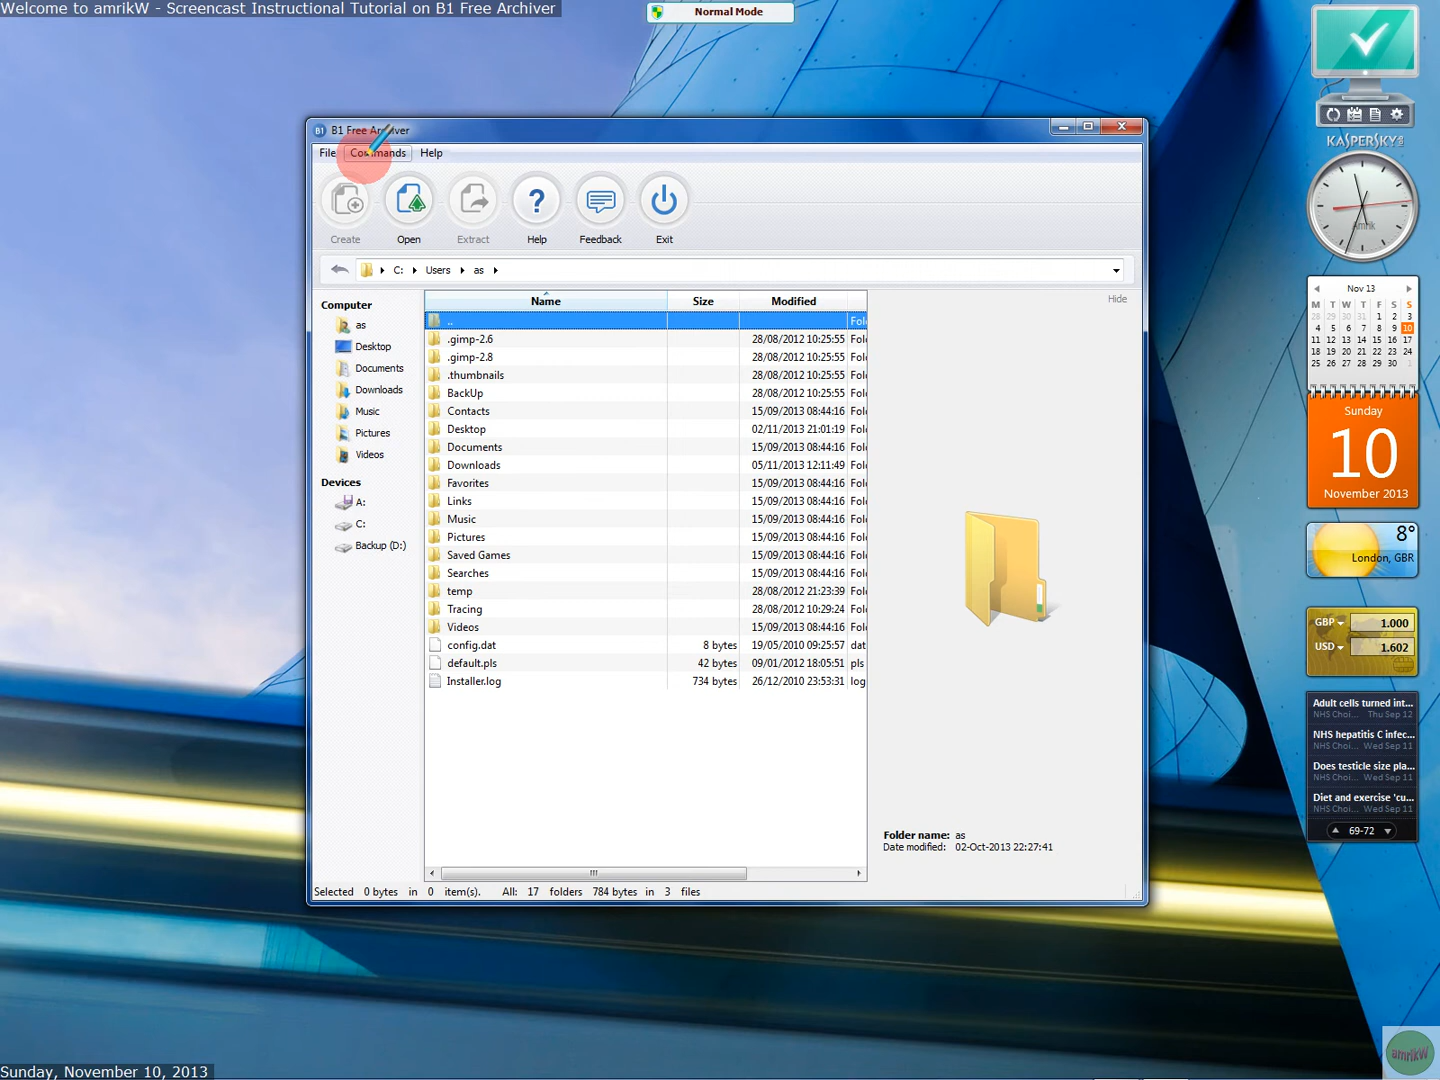 Welcome to amrikW - Screencast Instructional Tutorial on B1 Free Archiver
Normal Mode
B1 Free Archiver
File Commands Help
Create Open Extract Help Feedback Exit
C: Users as
Computer
as
Desktop
Documents
Downloads
Music
Pictures
Videos
Devices
A:
C:
Backup (D:)
Name Size Modified
.. Fol
.gimp-2.6 28/08/2012 10:25:55 Fol
.gimp-2.8 28/08/2012 10:25:55 Fol
.thumbnails 28/08/2012 10:25:55 Fol
BackUp 28/08/2012 10:25:55 Fol
Contacts 15/09/2013 08:44:16 Fol
Desktop 02/11/2013 21:01:19 Fol
Documents 15/09/2013 08:44:16 Fol
Downloads 05/11/2013 12:11:49 Fol
Favorites 15/09/2013 08:44:16 Fol
Links 15/09/2013 08:44:16 Fol
Music 15/09/2013 08:44:16 Fol
Pictures 15/09/2013 08:44:16 Fol
Saved Games 15/09/2013 08:44:16 Fol
Searches 15/09/2013 08:44:16 Fol
temp 28/08/2012 21:23:39 Fol
Tracing 28/08/2012 10:29:24 Fol
Videos 15/09/2013 08:44:16 Fol
config.dat 8 bytes 19/05/2010 09:25:57 dat
default.pls 42 bytes 09/01/2012 18:05:51 pls
Installer.log 734 bytes 26/12/2010 23:53:31 log
Hide
Folder name: as
Date modified: 02-Oct-2013 22:27:41
Selected 0 bytes in 0 item(s). All: 17 folders 784 bytes in 3 files
KASPERSKY
Amrik
Nov 13
M T W T F S S
28 29 30 31 1 2 3
4 5 6 7 8 9 10
11 12 13 14 15 16 17
18 19 20 21 22 23 24
25 26 27 28 29 30 1
Sunday
10
November 2013
8°
London, GBR
GBP 1.000
USD 1.602
Adult cells turned int...
NHS Choi... Thu Sep 12
NHS hepatitis C infec...
NHS Choi... Wed Sep 11
Does testicle size pla...
NHS Choi... Wed Sep 11
Diet and exercise 'cu...
NHS Choi... Wed Sep 11
69-72
amrikW
Sunday, November 10, 2013